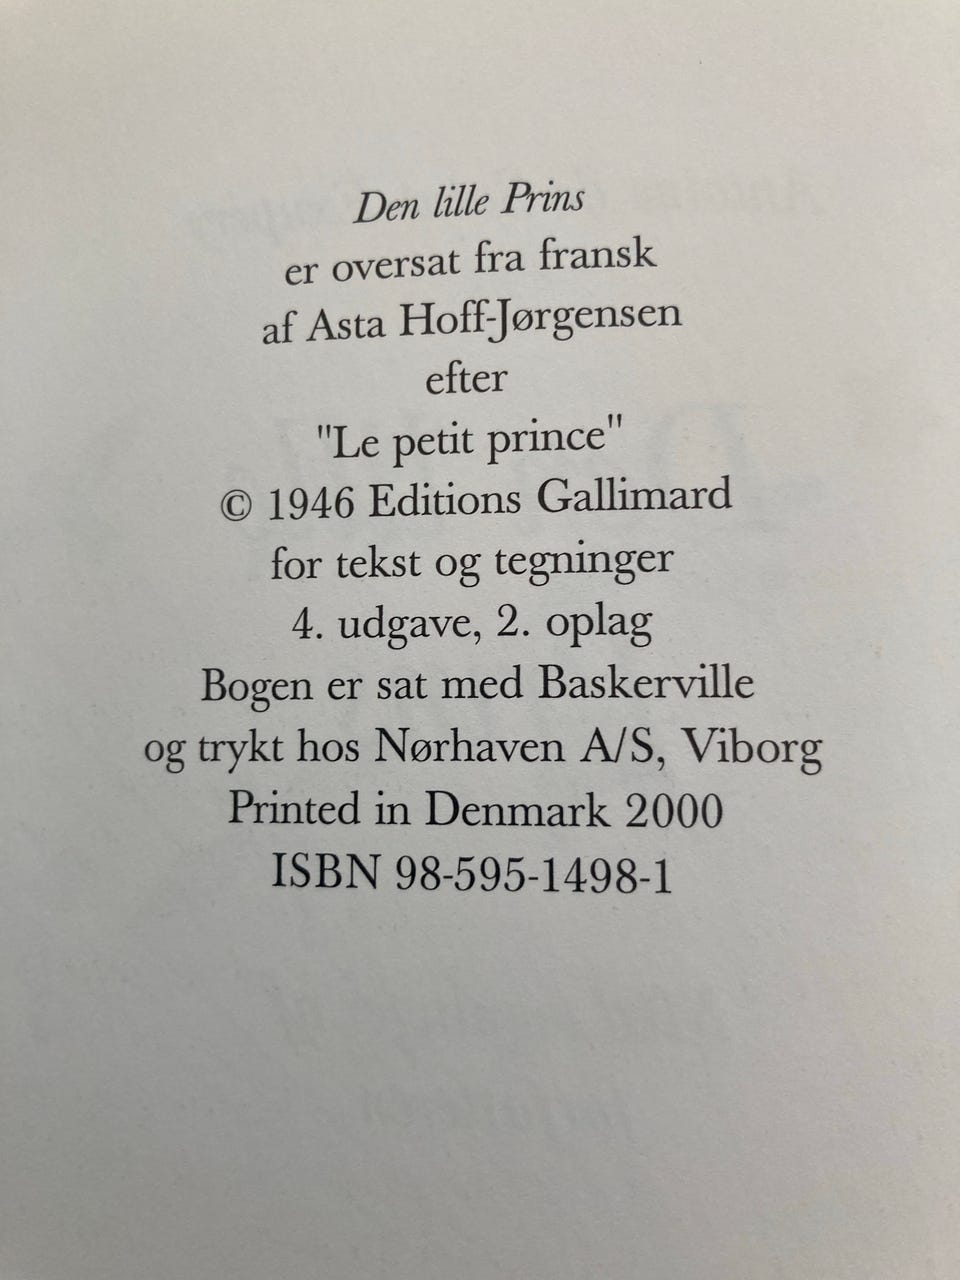 Den lille Prins
er oversat fra fransk
af Asta Hoff-Jørgensen
efter
"Le petit prince"
© 1946 Editions Gallimard
for tekst og tegninger
4. udgave, 2. oplag
Bogen er sat med Baskerville
og trykt hos Nørhaven A/S, Viborg
Printed in Denmark 2000
ISBN 98-595-1498-1